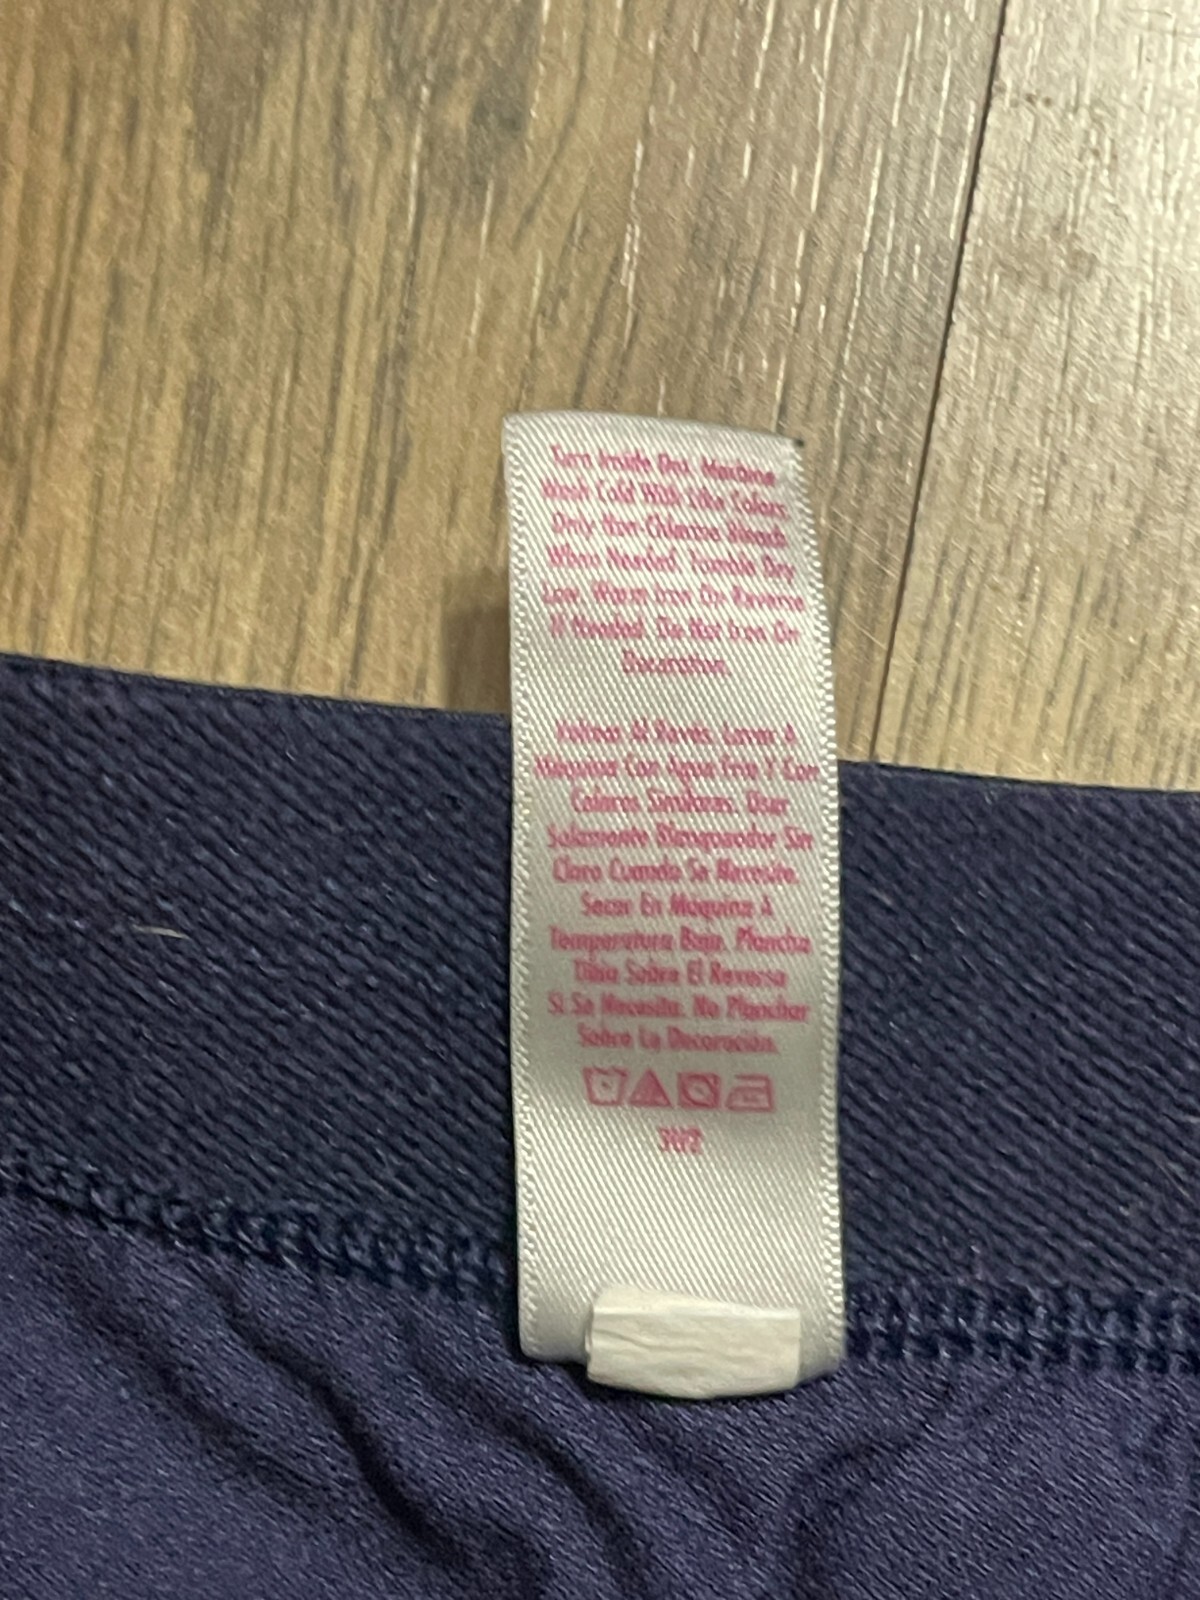 Turn Inside Out. Machine
Wash Cold With Like Colors
Only Non-Chlorine Bleach
When Needed. Tumble Dry
Low. Warm Iron On Reverse
If Needed. Do Not Iron On
Decoration.
Voltear Al Revés. Lavar A
Máquina Con Agua Fria Y Con
Colores Similares. Usar
Solamente Blanqueador Sin
Cloro Cuando Se Necesite.
Secar En Máquina A
Temperatura Baja. Plancha
Tibia Sobre El Reverso
Si Se Necesita. No Planchar
Sobre La Decoración.